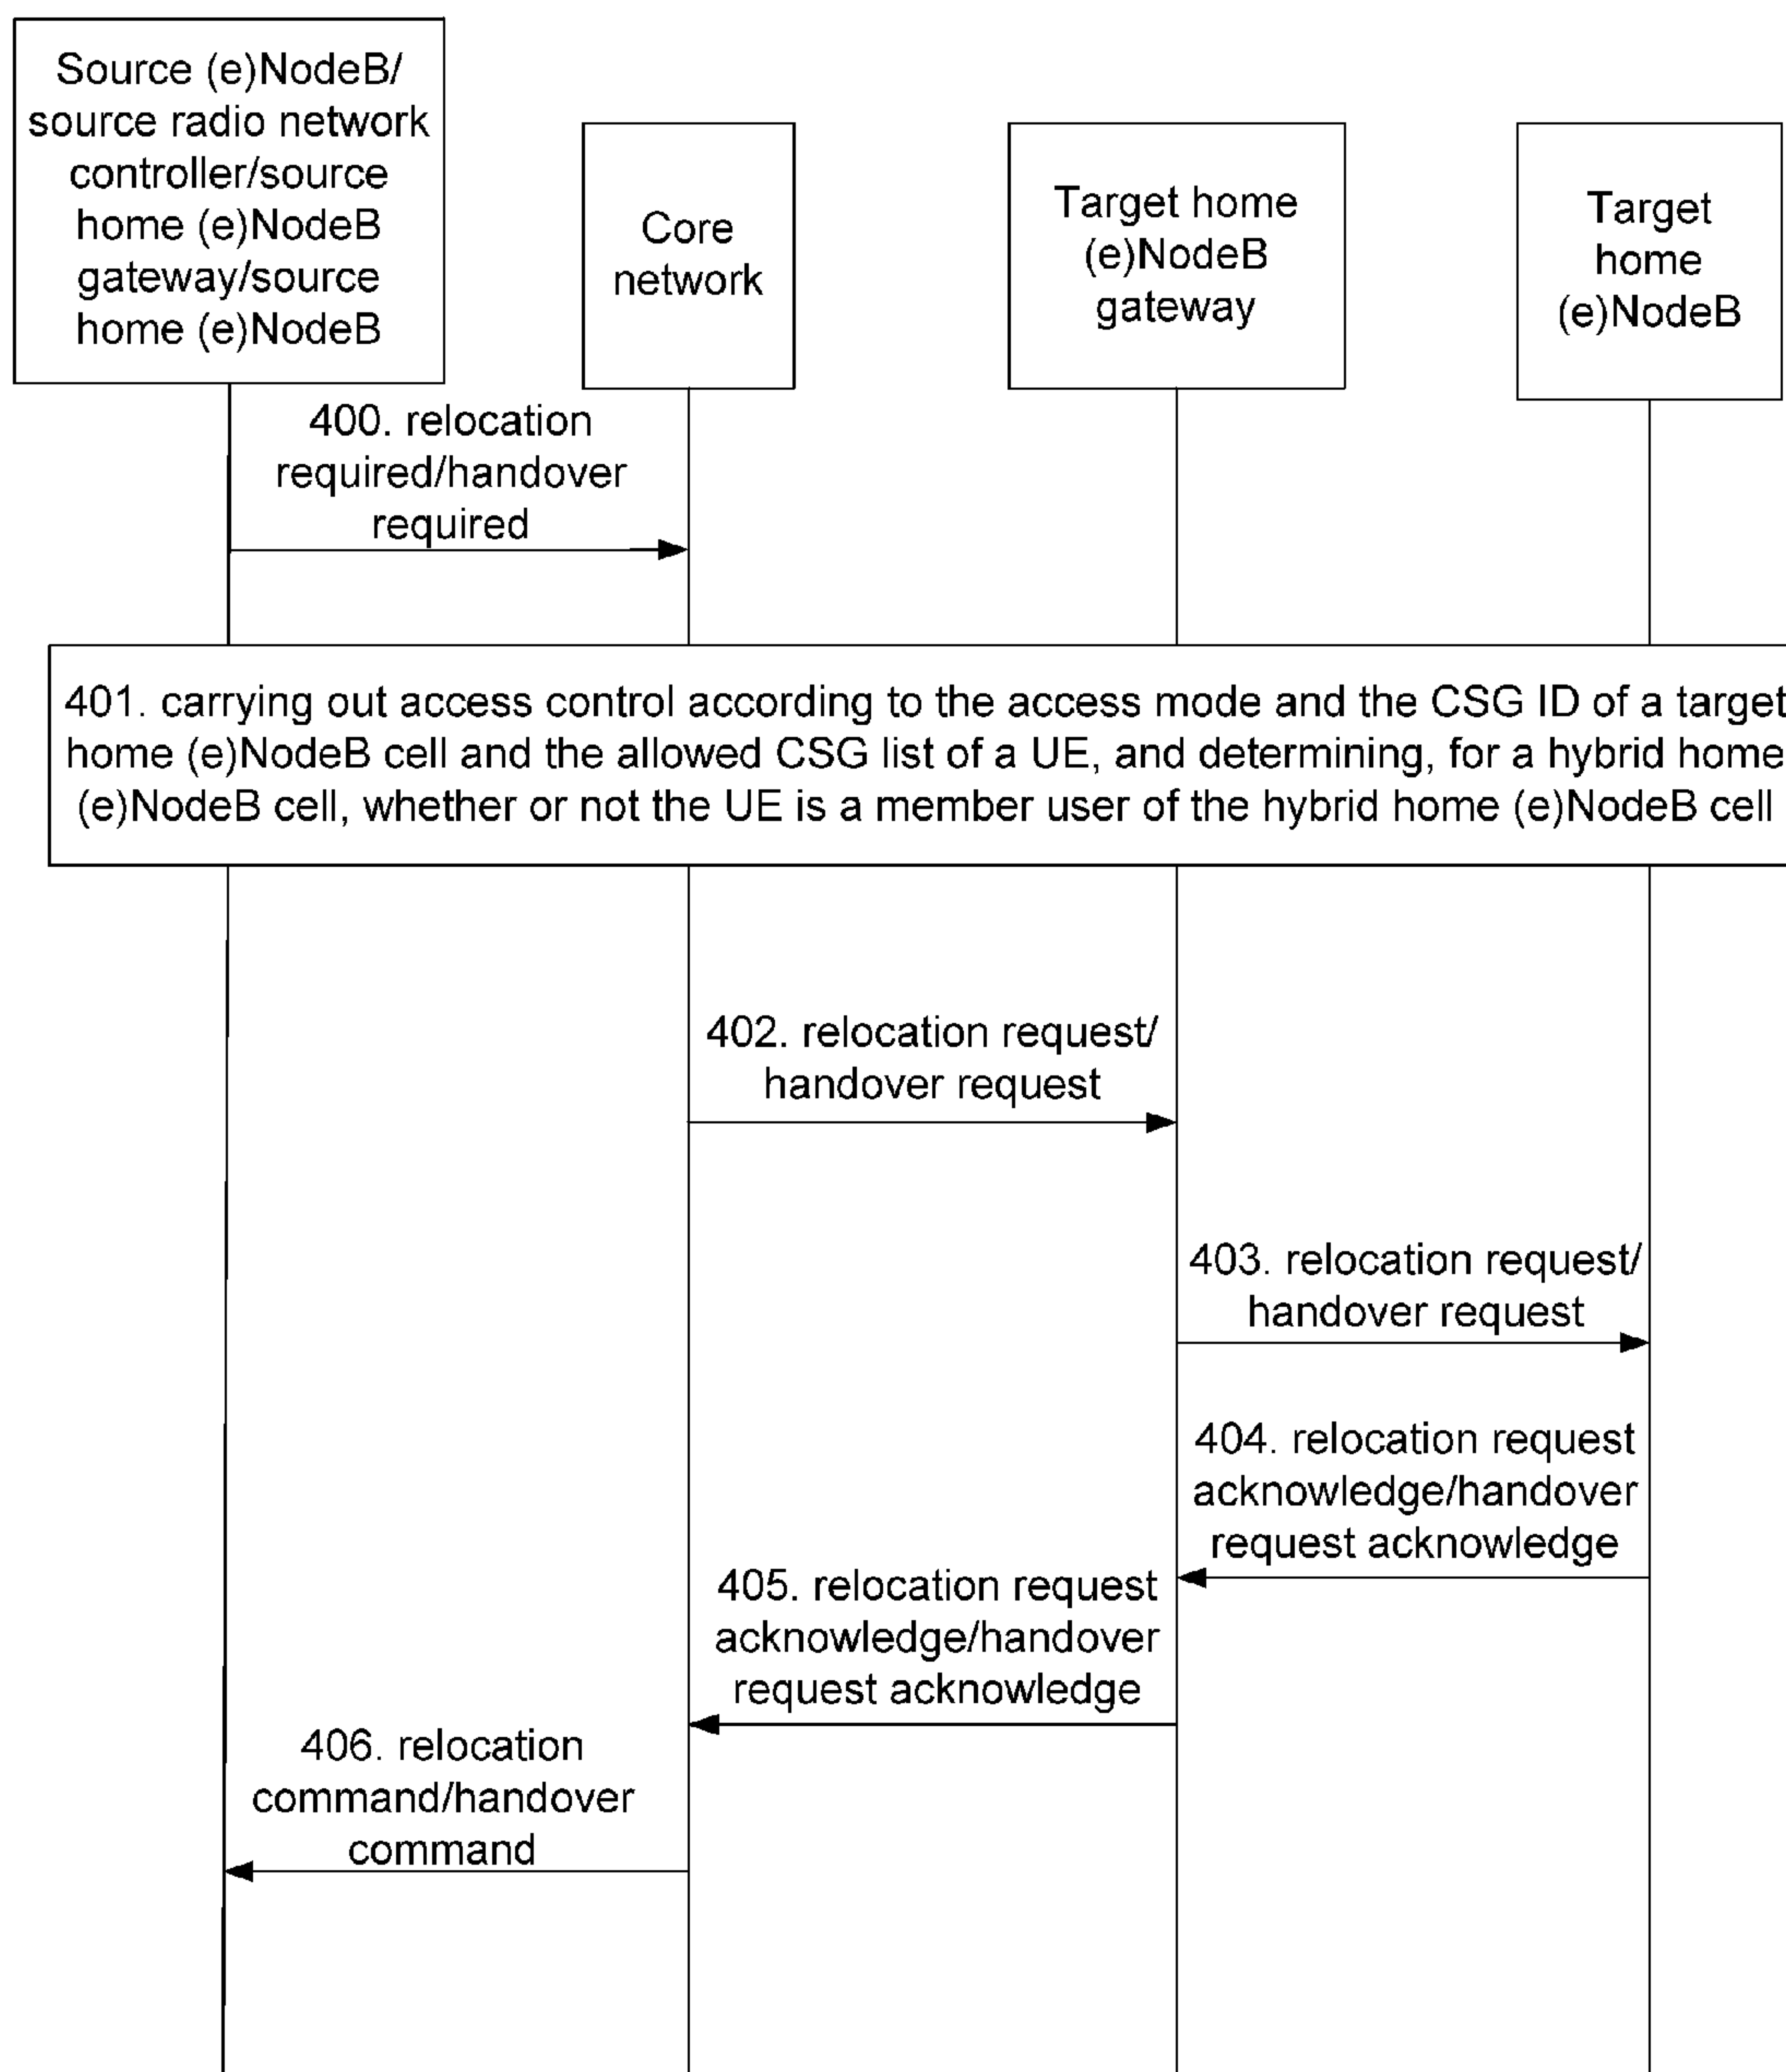 Source (e)NodeB/
source radio network
controller/source
home (e)NodeB
gateway/source
home (e)NodeB
Core
network
Target home
(e)NodeB
gateway
Target
home
(e)NodeB
400. relocation
required/handover
required
401. carrying out access control according to the access mode and the CSG ID of a target
home (e)NodeB cell and the allowed CSG list of a UE, and determining, for a hybrid home
(e)NodeB cell, whether or not the UE is a member user of the hybrid home (e)NodeB cell
402. relocation request/
handover request
403. relocation request/
handover request
404. relocation request
acknowledge/handover
request acknowledge
405. relocation request
acknowledge/handover
request acknowledge
406. relocation
command/handover
command